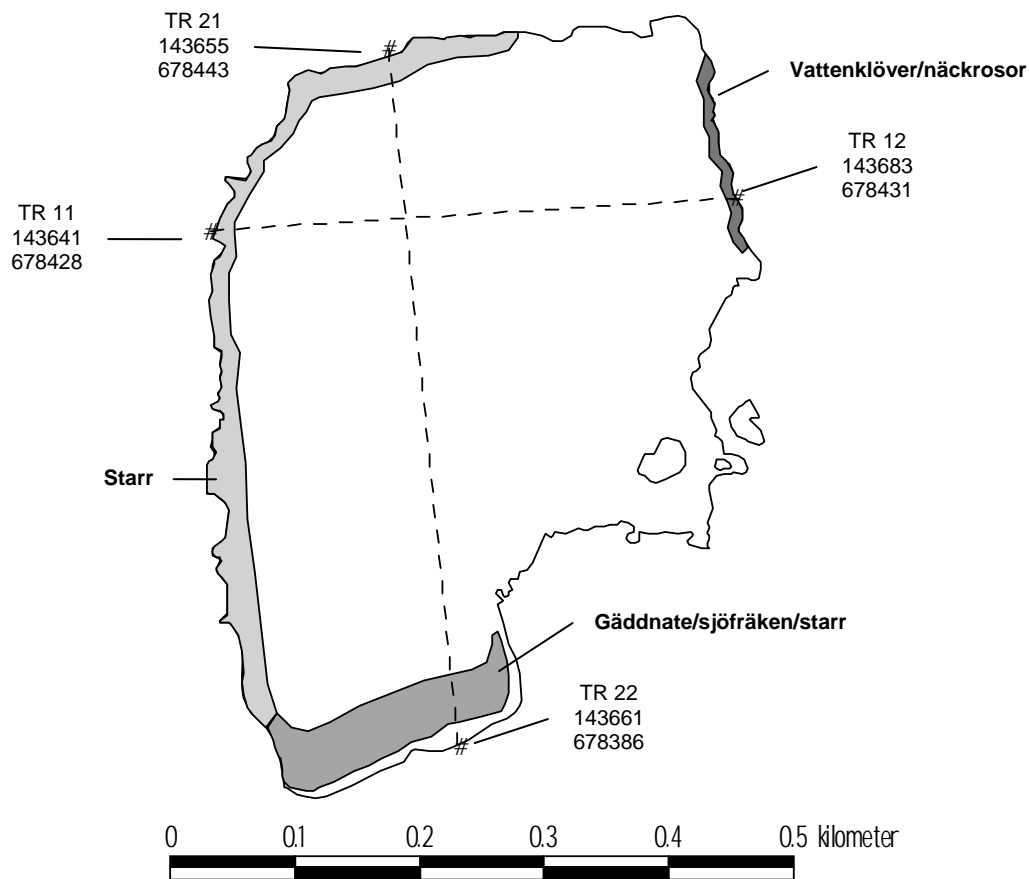 TR 21
143655
678443
Vattenklöver/näckrosor
TR 12
143683
678431
TR 11
143641
678428
#
#
#
Starr
Gäddnate/sjöfräken/starr
TR 22
143661
678386
#
0 0.1 0.2 0.3 0.4 0.5 kilometer